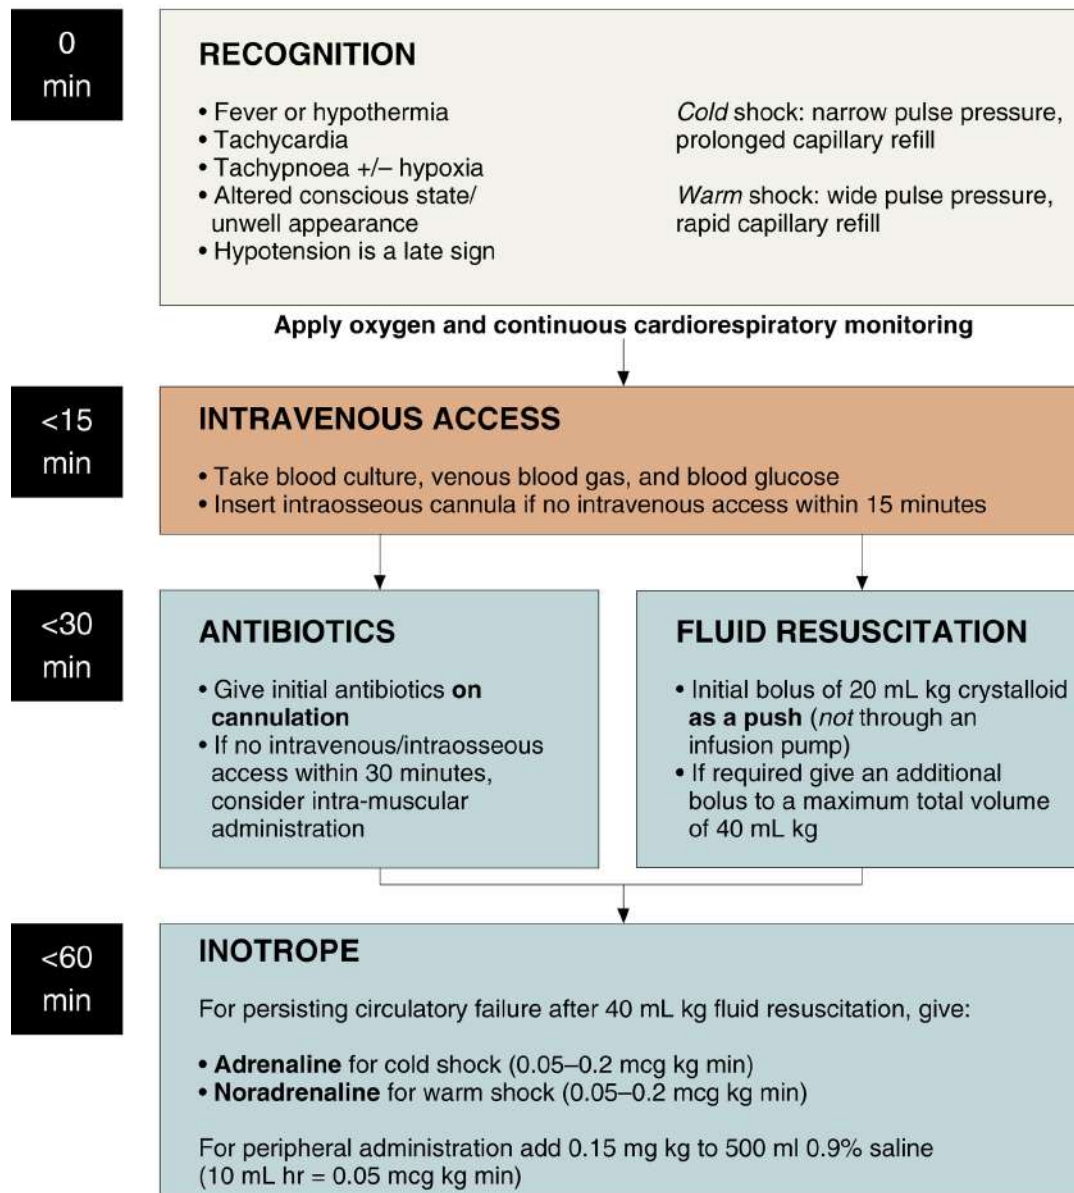 0
min
RECOGNITION
• Fever or hypothermia
• Tachycardia
• Tachypnoea +/– hypoxia
• Altered conscious state/
unwell appearance
• Hypotension is a late sign
Cold shock: narrow pulse pressure,
prolonged capillary refill
Warm shock: wide pulse pressure,
rapid capillary refill
Apply oxygen and continuous cardiorespiratory monitoring
<15
min
INTRAVENOUS ACCESS
• Take blood culture, venous blood gas, and blood glucose
• Insert intraosseous cannula if no intravenous access within 15 minutes
<30
min
ANTIBIOTICS
• Give initial antibiotics on
cannulation
• If no intravenous/intraosseous
access within 30 minutes,
consider intra-muscular
administration
FLUID RESUSCITATION
• Initial bolus of 20 mL kg crystalloid
as a push (not through an
infusion pump)
• If required give an additional
bolus to a maximum total volume
of 40 mL kg
<60
min
INOTROPE
For persisting circulatory failure after 40 mL kg fluid resuscitation, give:
• Adrenaline for cold shock (0.05–0.2 mcg kg min)
• Noradrenaline for warm shock (0.05–0.2 mcg kg min)
For peripheral administration add 0.15 mg kg to 500 ml 0.9% saline
(10 mL hr = 0.05 mcg kg min)